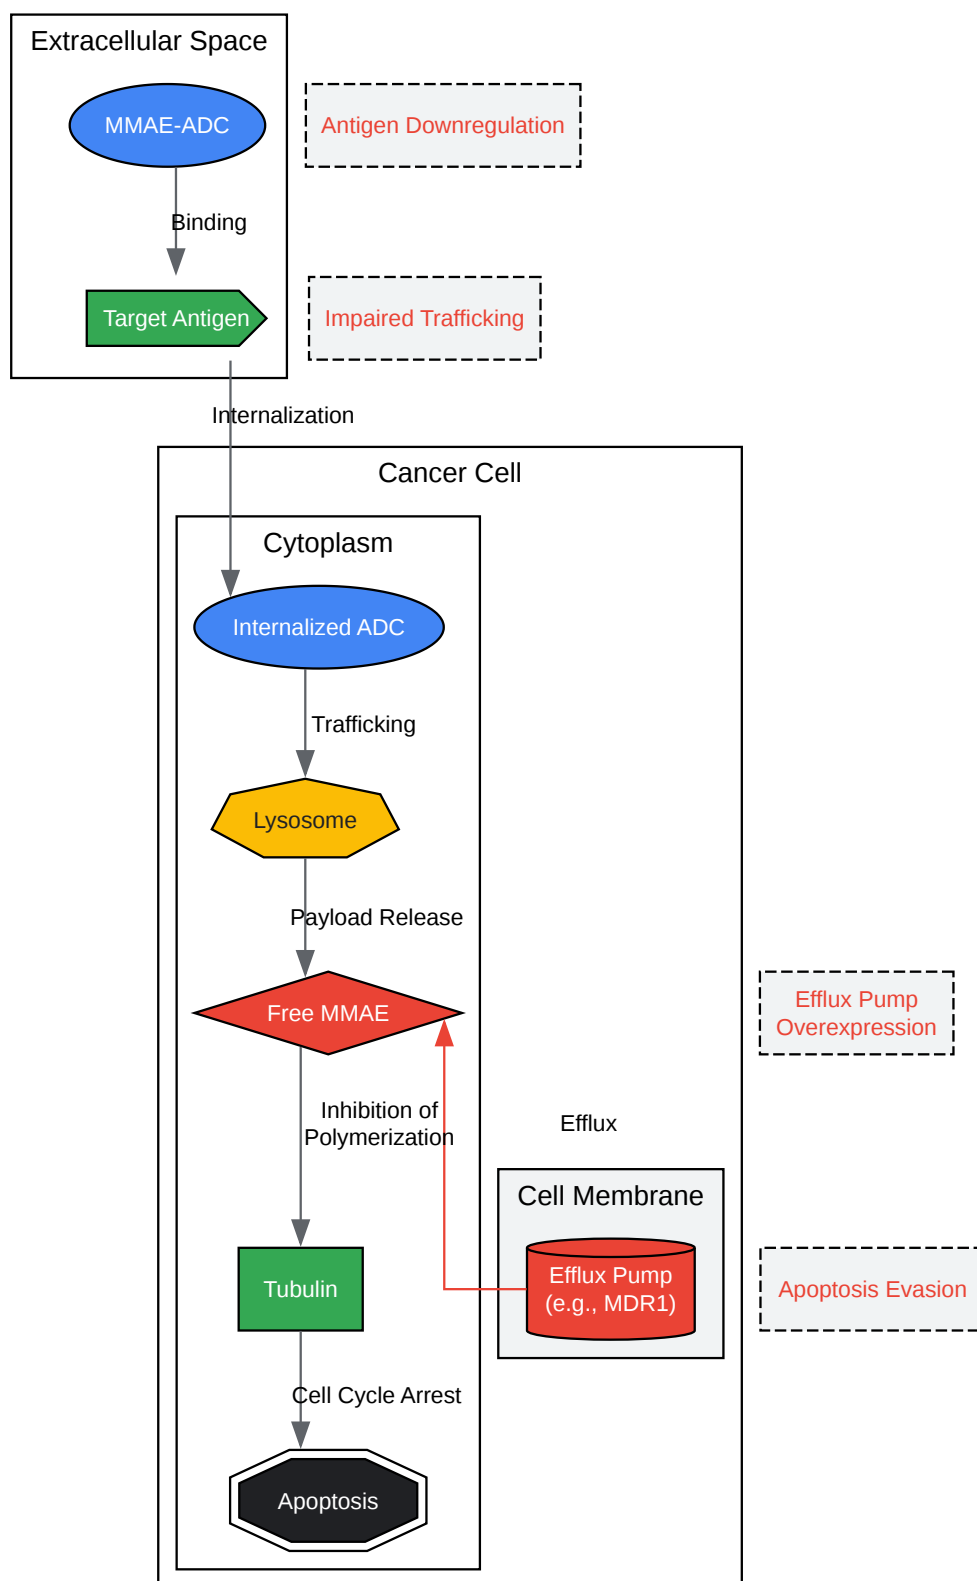 Extracellular Space
MMAE-ADC
Antigen Downregulation
Binding
Target Antigen
Impaired Trafficking
Internalization
Cancer Cell
Cytoplasm
Internalized ADC
Trafficking
Lysosome
Payload Release
Free MMAE
Efflux Pump
Overexpression
Inhibition of
Polymerization
Efflux
Cell Membrane
Efflux Pump
(e.g., MDR1)
Tubulin
Apoptosis Evasion
Cell Cycle Arrest
Apoptosis